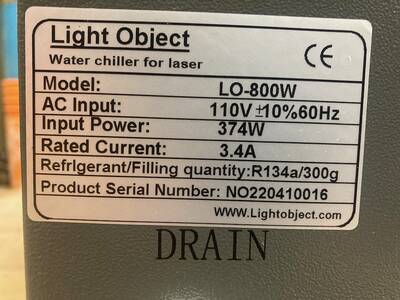 Light Object
CE
Water chiller for laser
Model: LO-800W
AC Input: 110V ±10%60Hz
Input Power: 374W
Rated Current: 3.4A
Refrlgerant/Filling quantity:R134a/300g
Product Serial Number: NO220410016
www.Lightobject.com
DRAIN